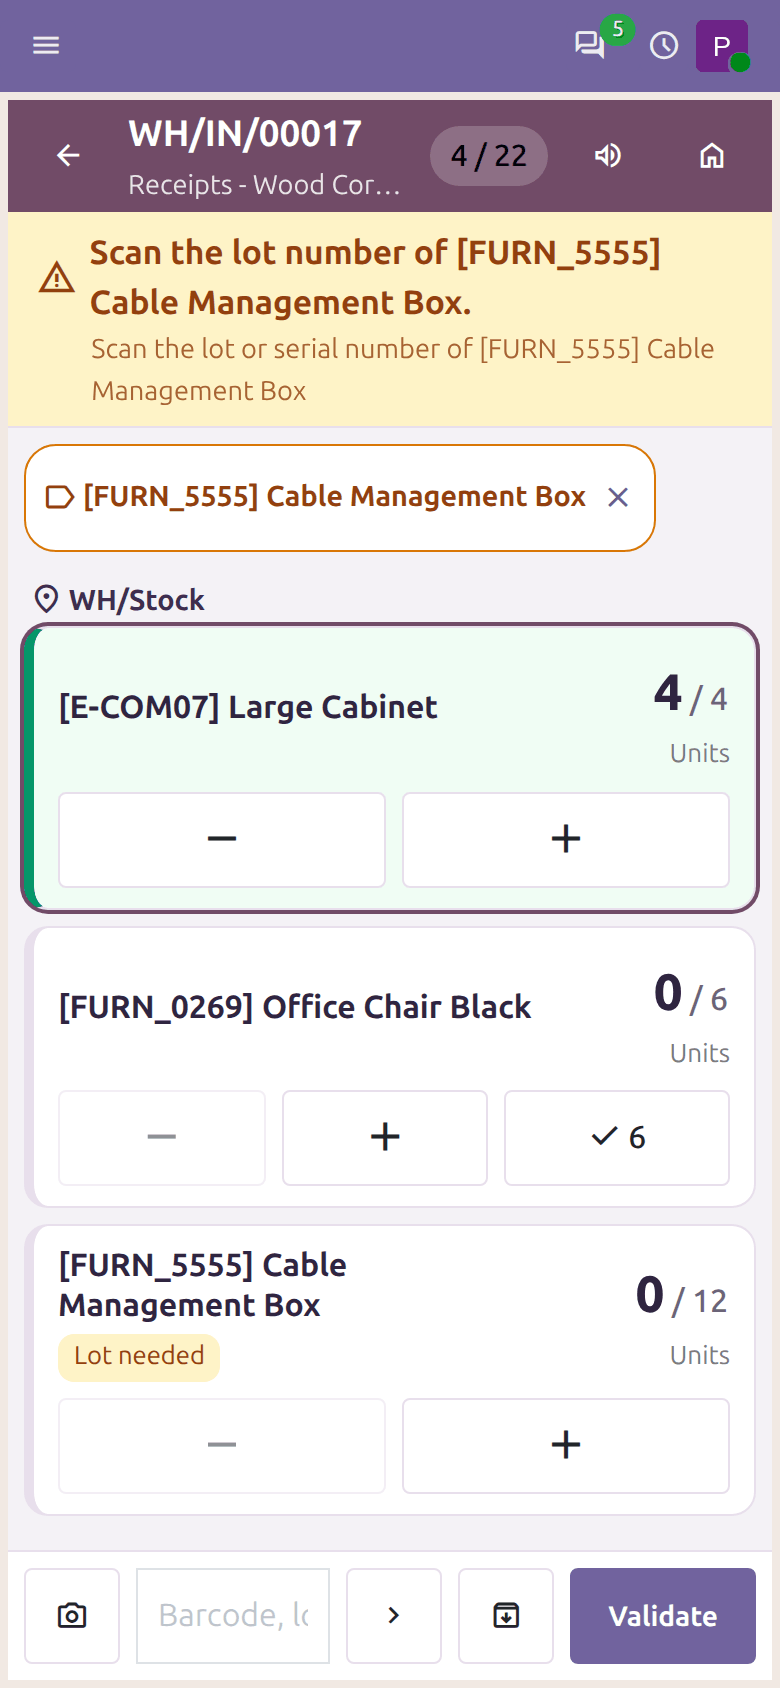 5
P
WH/IN/00017
Receipts - Wood Cor...
4 / 22
Scan the lot number of [FURN_5555]
Cable Management Box.
Scan the lot or serial number of [FURN_5555] Cable
Management Box
[FURN_5555] Cable Management Box
WH/Stock
[E-COM07] Large Cabinet
4 / 4
Units
[FURN_0269] Office Chair Black
0 / 6
Units
6
[FURN_5555] Cable
Management Box
0 / 12
Lot needed
Units
Barcode, lo
Validate